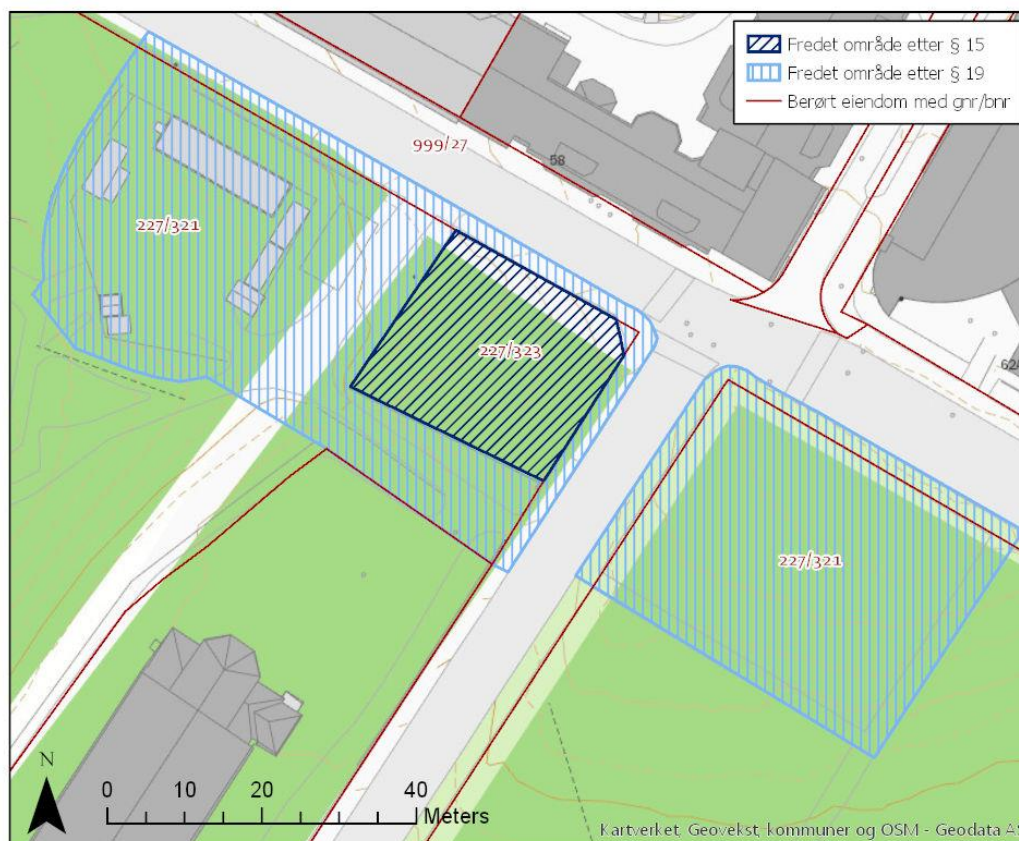 Fredet område etter § 15
Fredet område etter § 19
Berørt eiendom med gnr/bnr
999/27
58
227/321
227/323
624
227/321
N
0 10 20 40
Meters
Kartverket, Geovekst, kommuner og OSM - Geodata AS